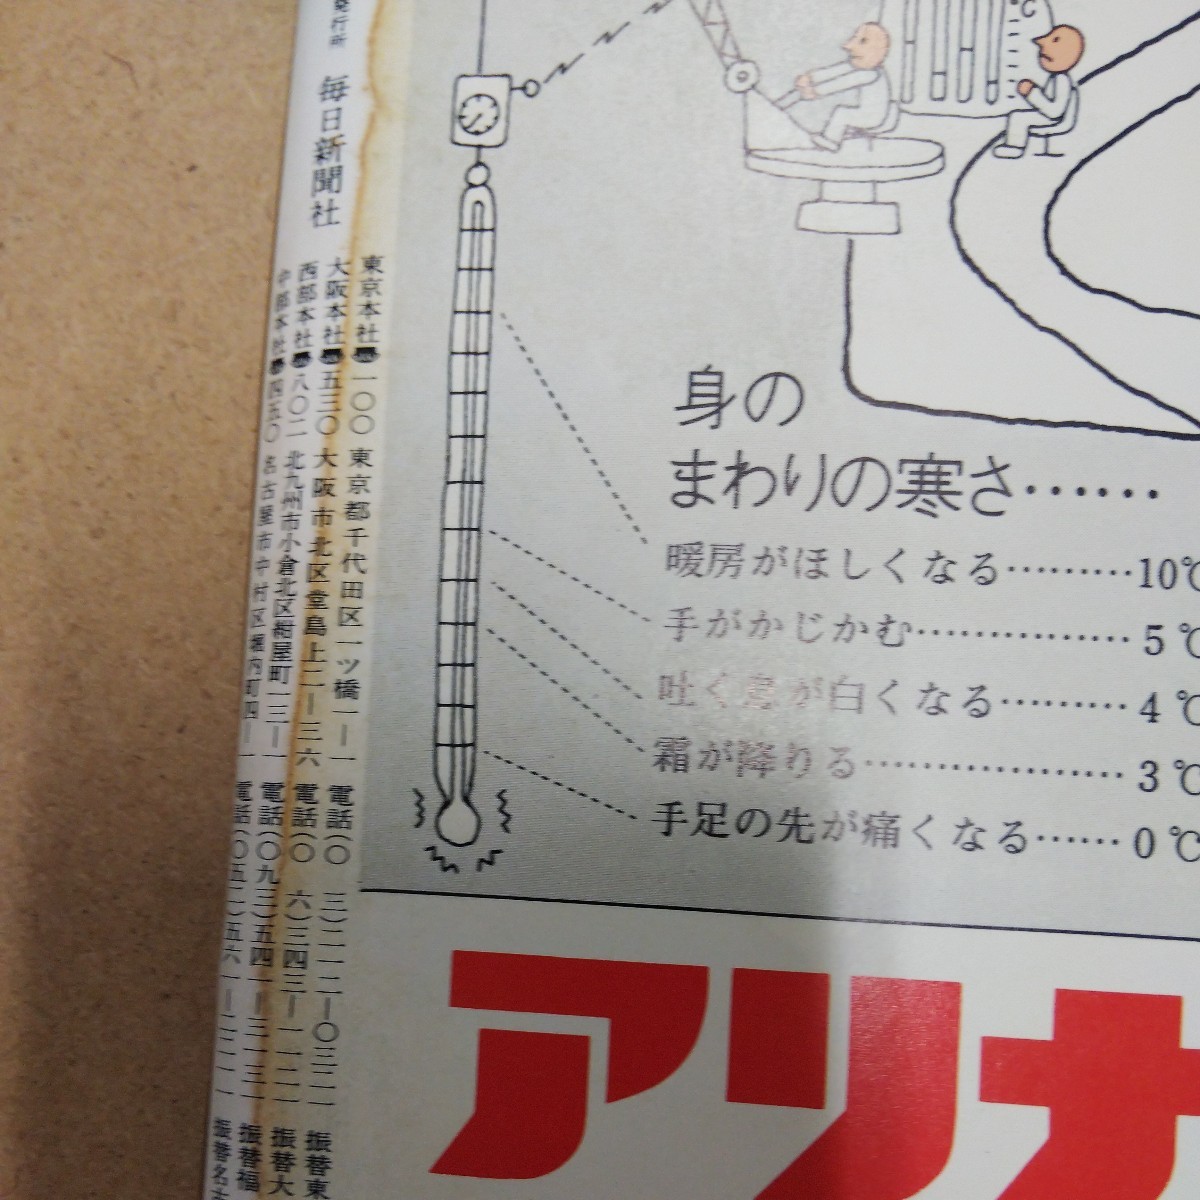 発行所 毎日新聞社
東京本社 一〇〇 東京都千代田区一ツ橋一―一 電話(〇三)二一二―〇三二一 振替東
大阪本社 五三〇 大阪市北区堂島上二―三六 電話(〇六)三四三―一一二一 振替大
西部本社 八〇二 北九州市小倉北区紺屋町一三―一 電話(〇九三)五四一―三一三一 振替福
中部本社 四五〇 名古屋市中村区堀内町四―一 電話(〇五二)五六一―二二一一 振替名古
℃
身の
まわりの寒さ……
暖房がほしくなる………10℃
手がかじかむ……………5℃
吐く息が白くなる………4℃
霜が降りる………………3℃
手足の先が痛くなる……0℃
アリナ